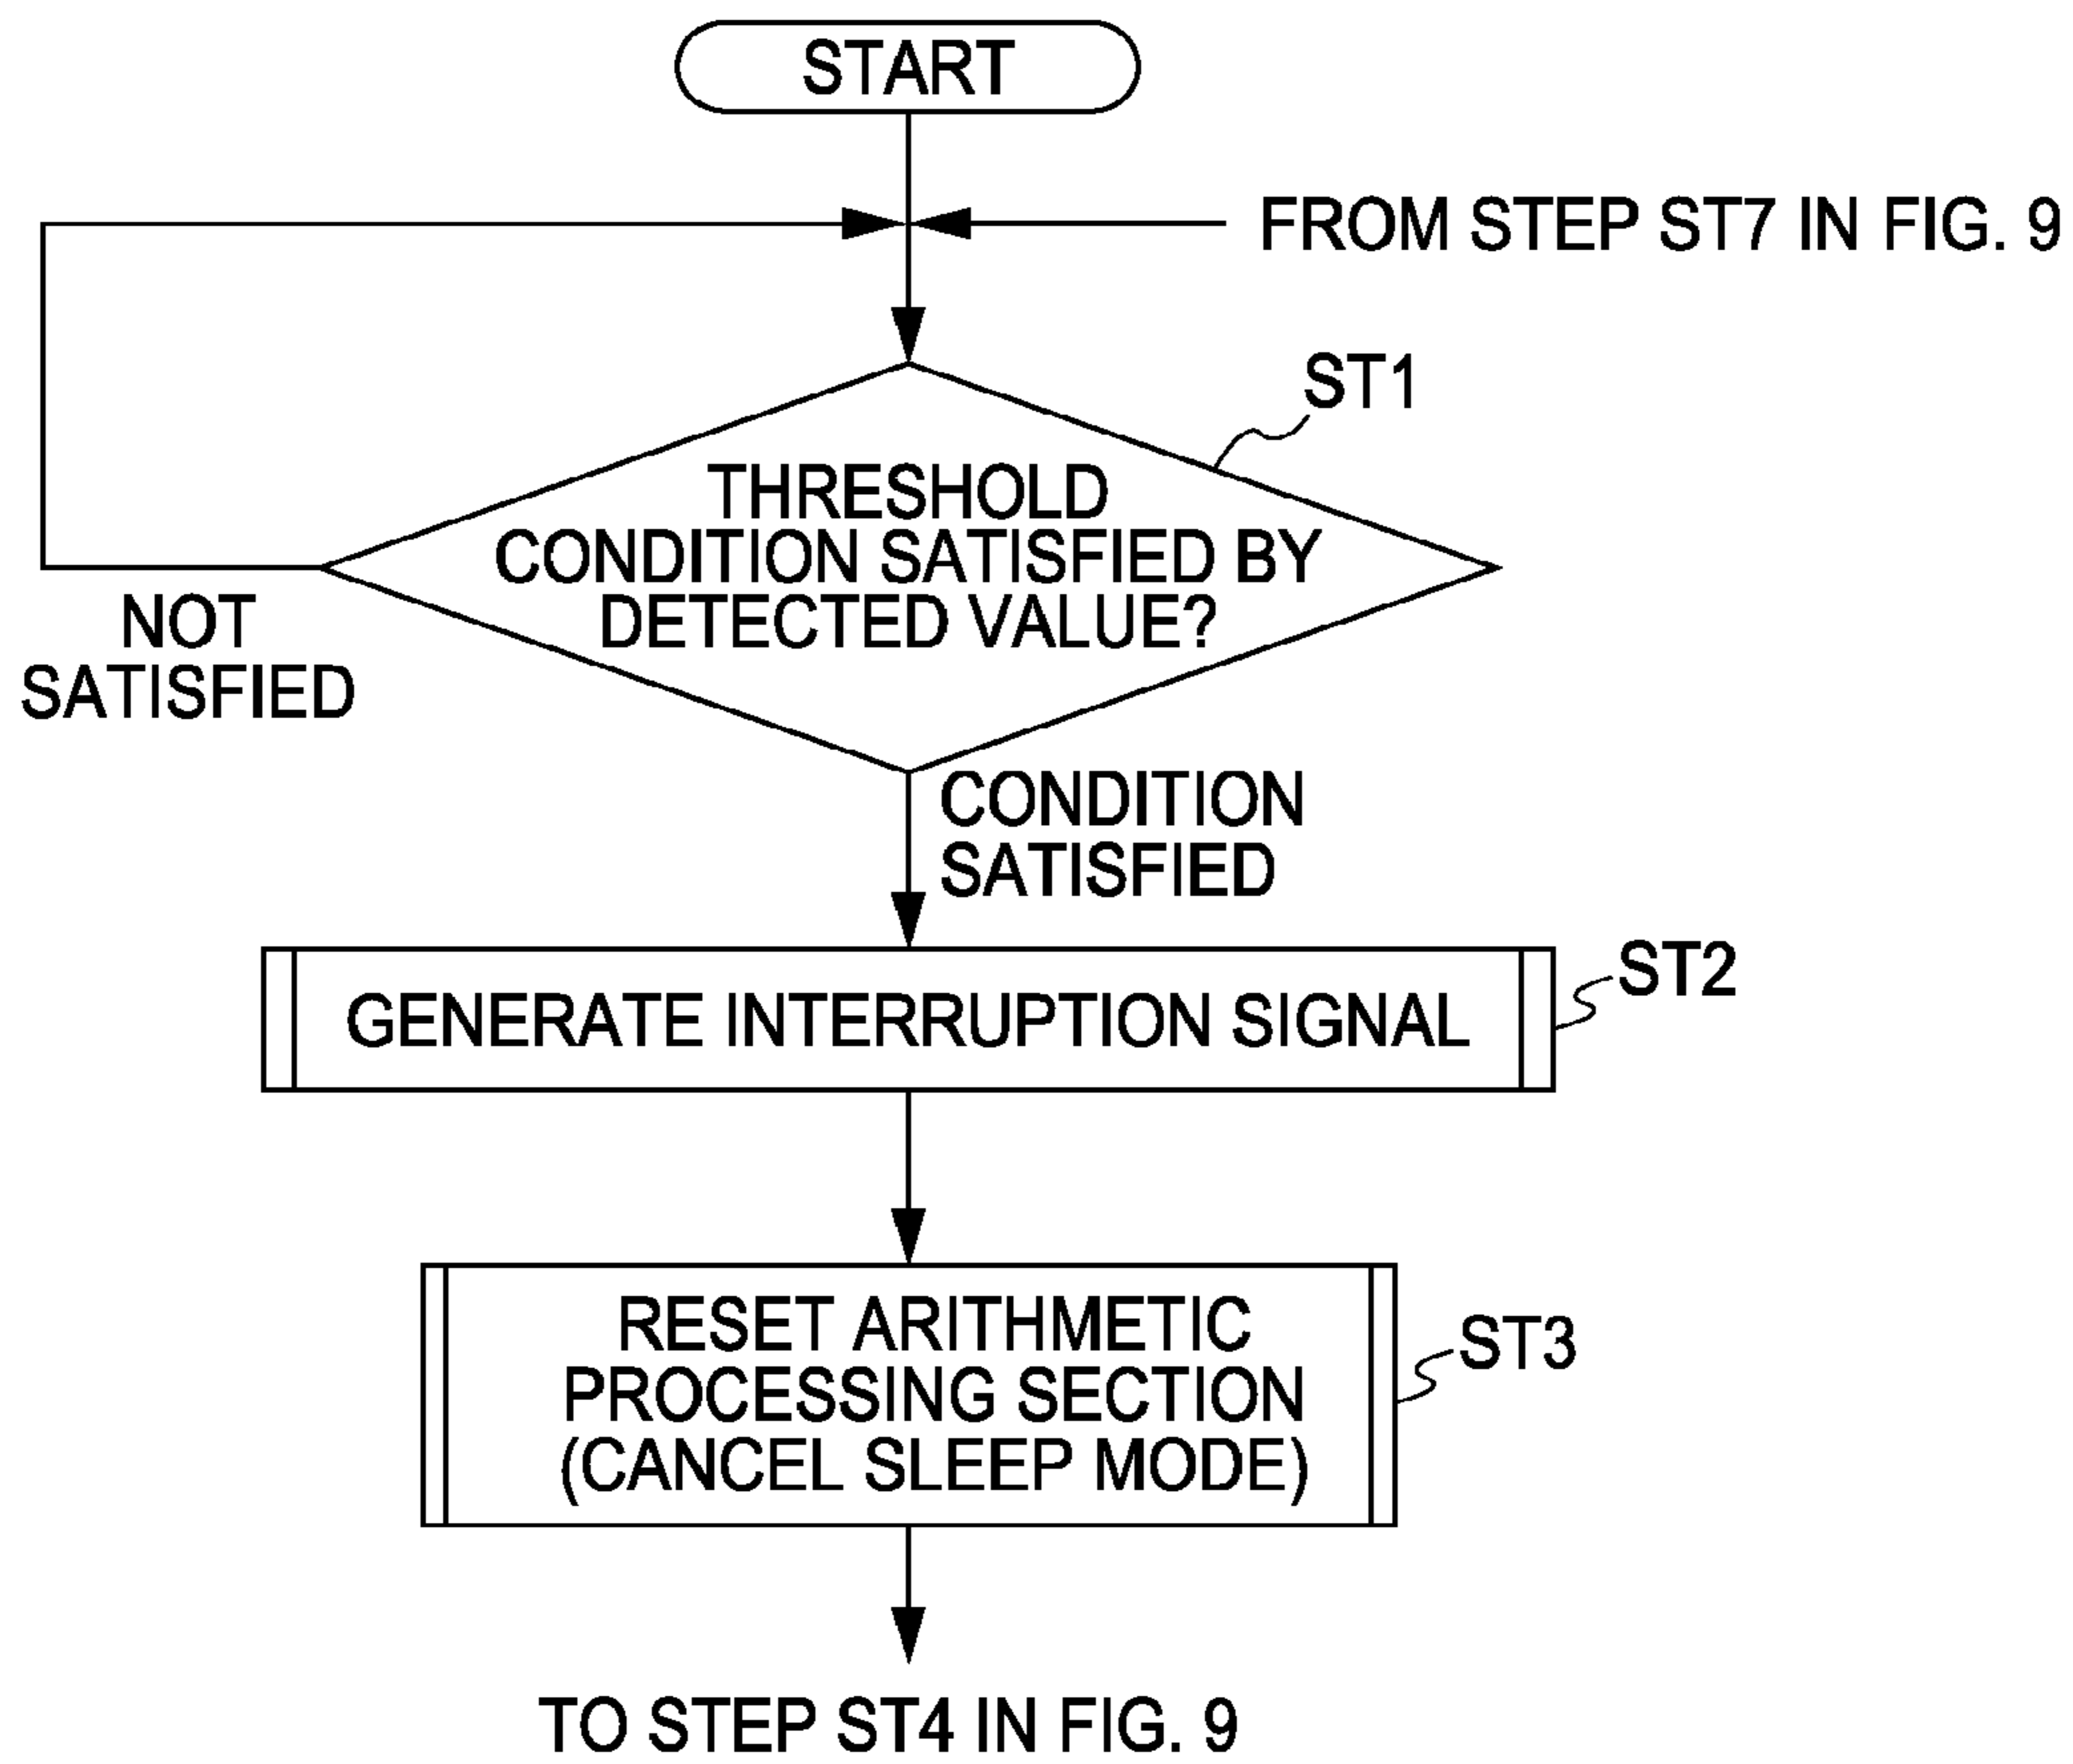 START
FROM STEP ST7 IN FIG. 9
ST1
THRESHOLD
CONDITION SATISFIED BY
DETECTED VALUE?
NOT
SATISFIED
CONDITION
SATISFIED
ST2
GENERATE INTERRUPTION SIGNAL
ST3
RESET ARITHMETIC
PROCESSING SECTION
(CANCEL SLEEP MODE)
TO STEP ST4 IN FIG. 9